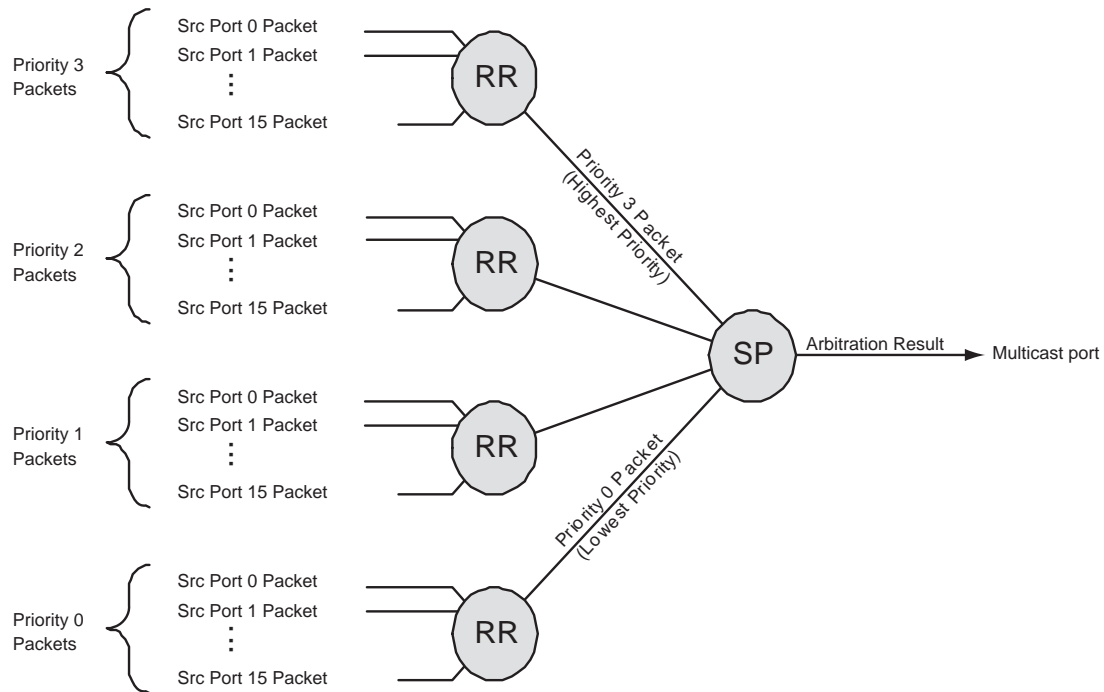 Priority 3
Packets
Src Port 0 Packet
Src Port 1 Packet
⋮
Src Port 15 Packet
RR
Priority 3 Packet
(Highest Priority)
Priority 2
Packets
Src Port 0 Packet
Src Port 1 Packet
⋮
Src Port 15 Packet
RR
SP
Arbitration Result
Multicast port
Priority 1
Packets
Src Port 0 Packet
Src Port 1 Packet
⋮
Src Port 15 Packet
RR
Priority 0 Packet
(Lowest Priority)
Priority 0
Packets
Src Port 0 Packet
Src Port 1 Packet
⋮
Src Port 15 Packet
RR